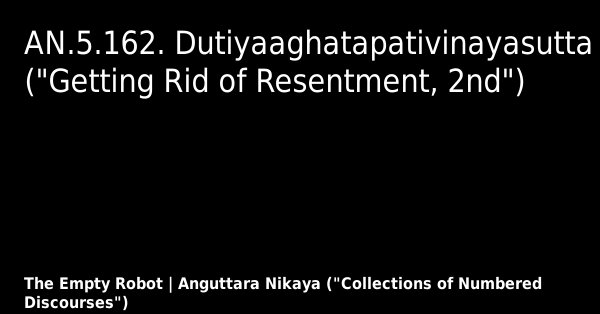 AN.5.162. Dutiyaaghatapativinayasutta
("Getting Rid of Resentment, 2nd")
The Empty Robot | Anguttara Nikaya ("Collections of Numbered
Discourses")